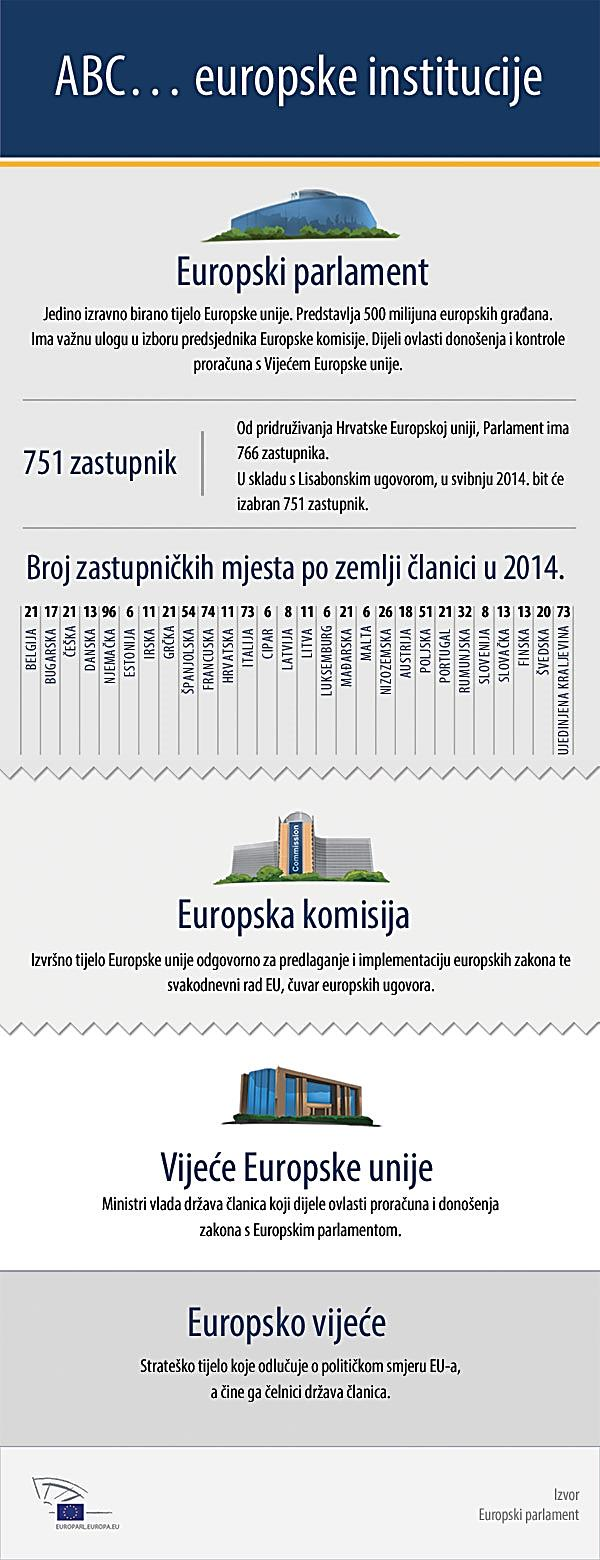 ABC... europske institucije
Europski parlament
Jedino izravno birano tijelo Europske unije. Predstavlja 500 milijuna europskih građana.
Ima važnu ulogu u izboru predsjednika Europske komisije. Dijeli ovlasti donošenja i kontrole
proračuna s Vijećem Europske unije.
751 zastupnik
Od pridruživanja Hrvatske Europskoj uniji, Parlament ima
766 zastupnika.
U skladu s Lisabonskim ugovorom, u svibnju 2014. bit će
izabran 751 zastupnik.
Broj zastupničkih mjesta po zemlji članici u 2014.
21 BELGIJA
17 BUGARSKA
21 ČEŠKA
13 DANSKA
96 NJEMAČKA
6 ESTONIJA
11 IRSKA
21 GRČKA
54 ŠPANJOLSKA
74 FRANCUSKA
11 HRVATSKA
73 ITALIJA
6 CIPAR
8 LATVIJA
11 LITVA
6 LUKSEMBURG
21 MAĐARSKA
6 MALTA
26 NIZOZEMSKA
18 AUSTRIJA
51 POLJSKA
21 PORTUGAL
32 RUMUNJSKA
8 SLOVENIJA
13 SLOVAČKA
13 FINSKA
20 ŠVEDSKA
73 UJEDINJENA KRALJEVINA
Commission
Europska komisija
Izvršno tijelo Europske unije odgovorno za predlaganje i implementaciju europskih zakona te
svakodnevni rad EU, čuvar europskih ugovora.
Vijeće Europske unije
Ministri vlada država članica koji dijele ovlasti proračuna i donošenja
zakona s Europskim parlamentom.
Europsko vijeće
Strateško tijelo koje odlučuje o političkom smjeru EU-a,
a čine ga čelnici država članica.
EUROPARL.EUROPA.EU
Izvor
Europski parlament